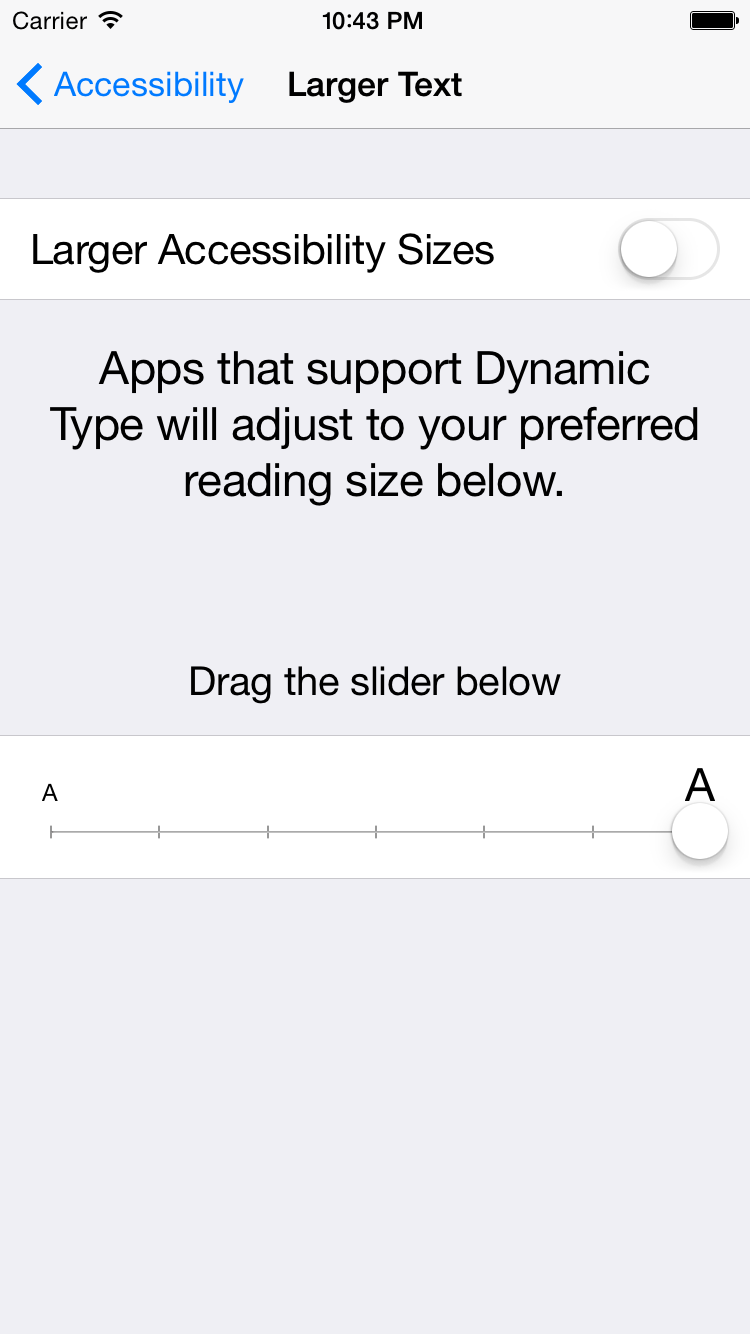 Carrier 10:43 PM
Accessibility Larger Text
Larger Accessibility Sizes
Apps that support Dynamic
Type will adjust to your preferred
reading size below.
Drag the slider below
A A